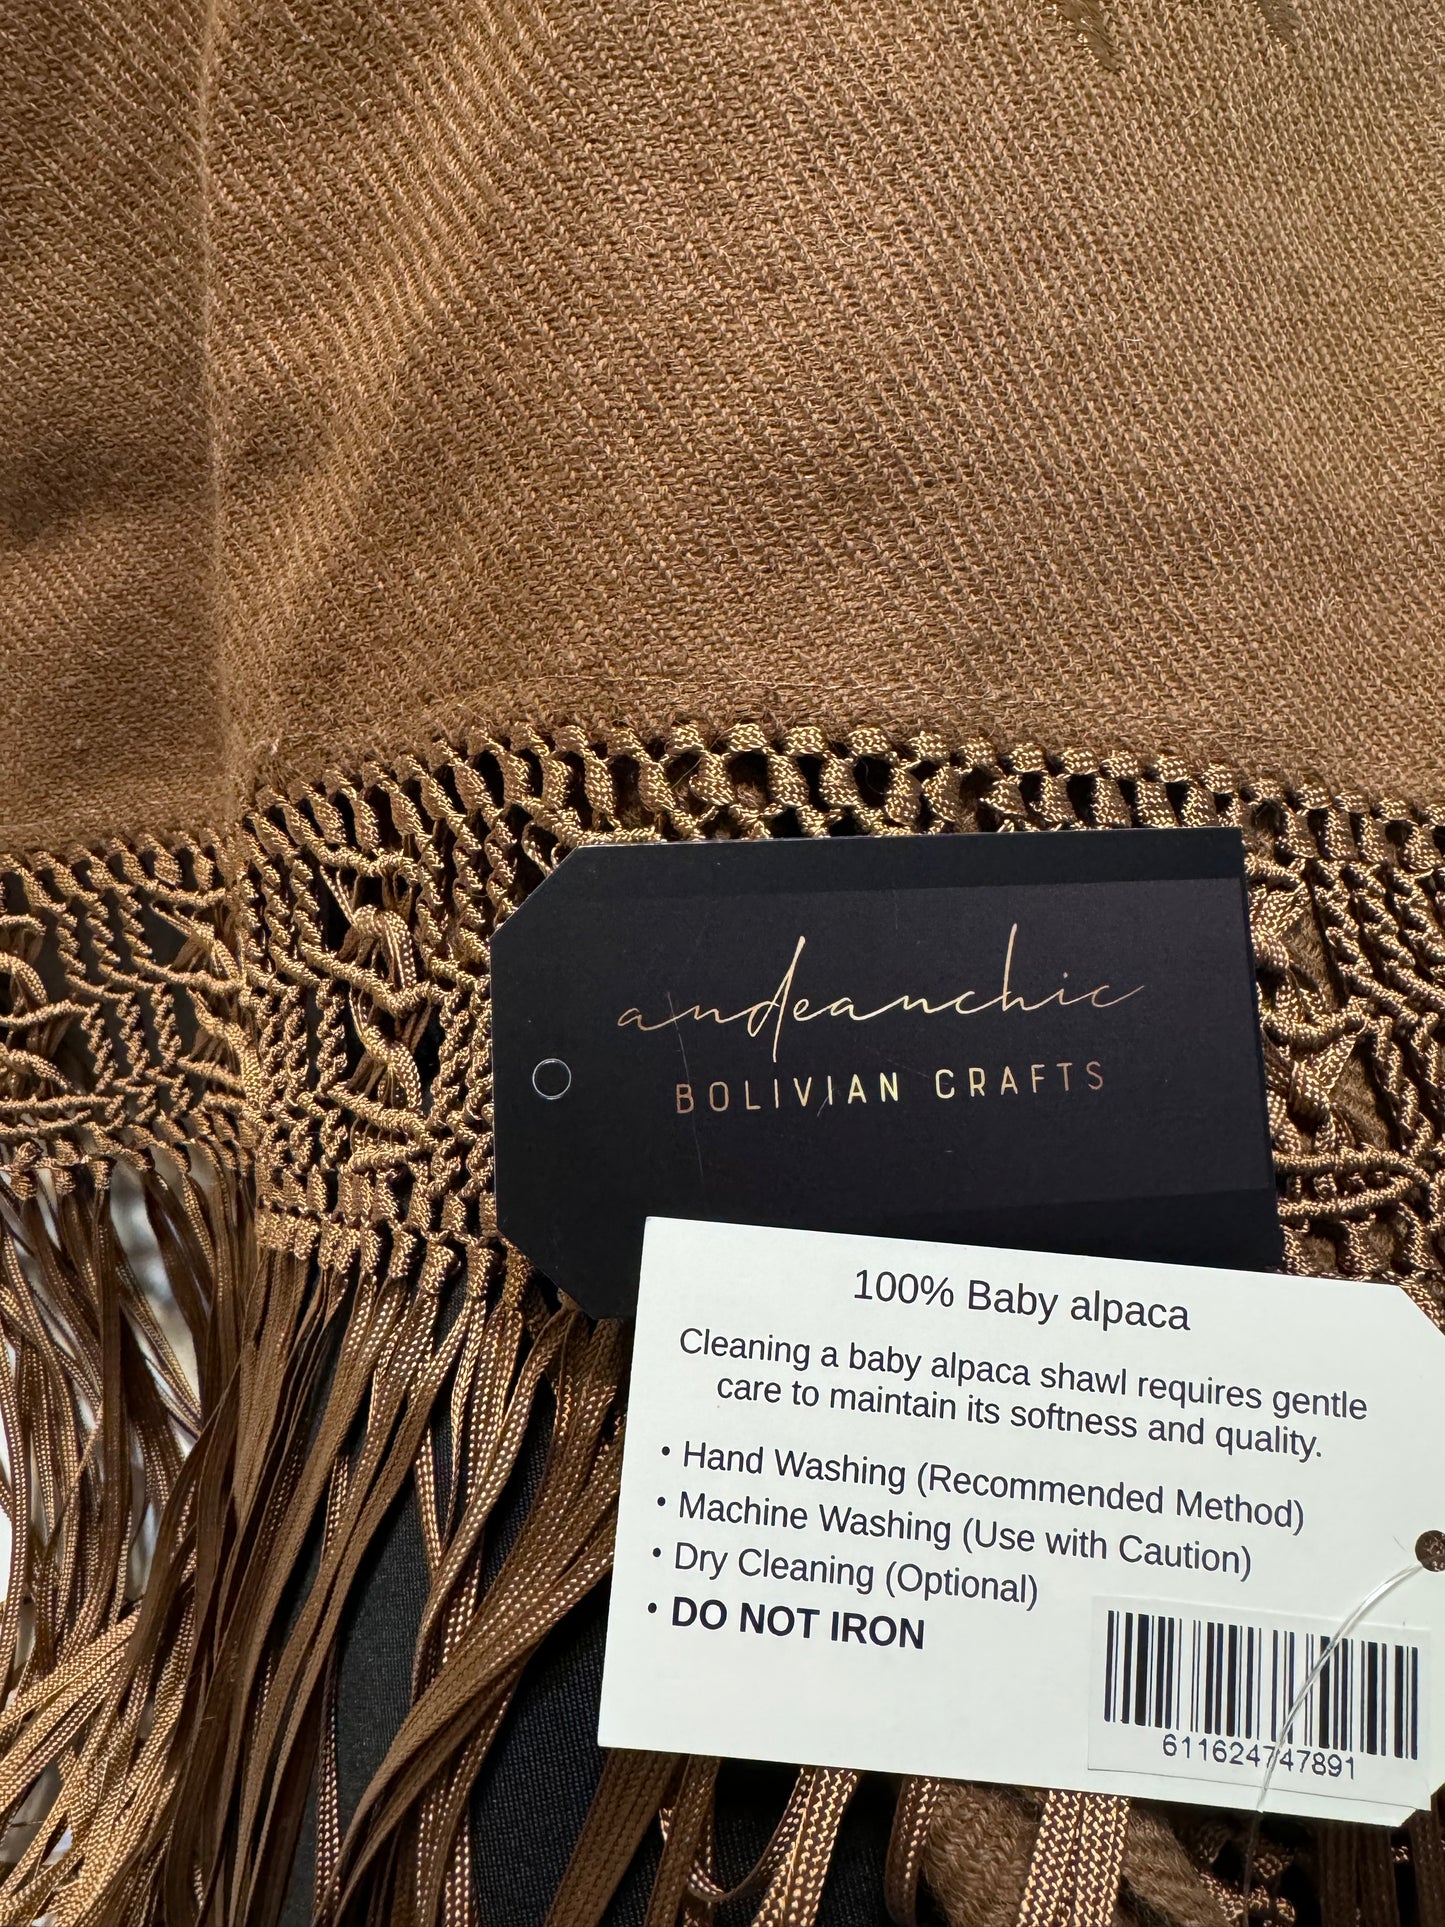 andeanchic
BOLIVIAN CRAFTS
100% Baby alpaca
Cleaning a baby alpaca shawl requires gentle
care to maintain its softness and quality.
• Hand Washing (Recommended Method)
• Machine Washing (Use with Caution)
• Dry Cleaning (Optional)
• DO NOT IRON
611624747891